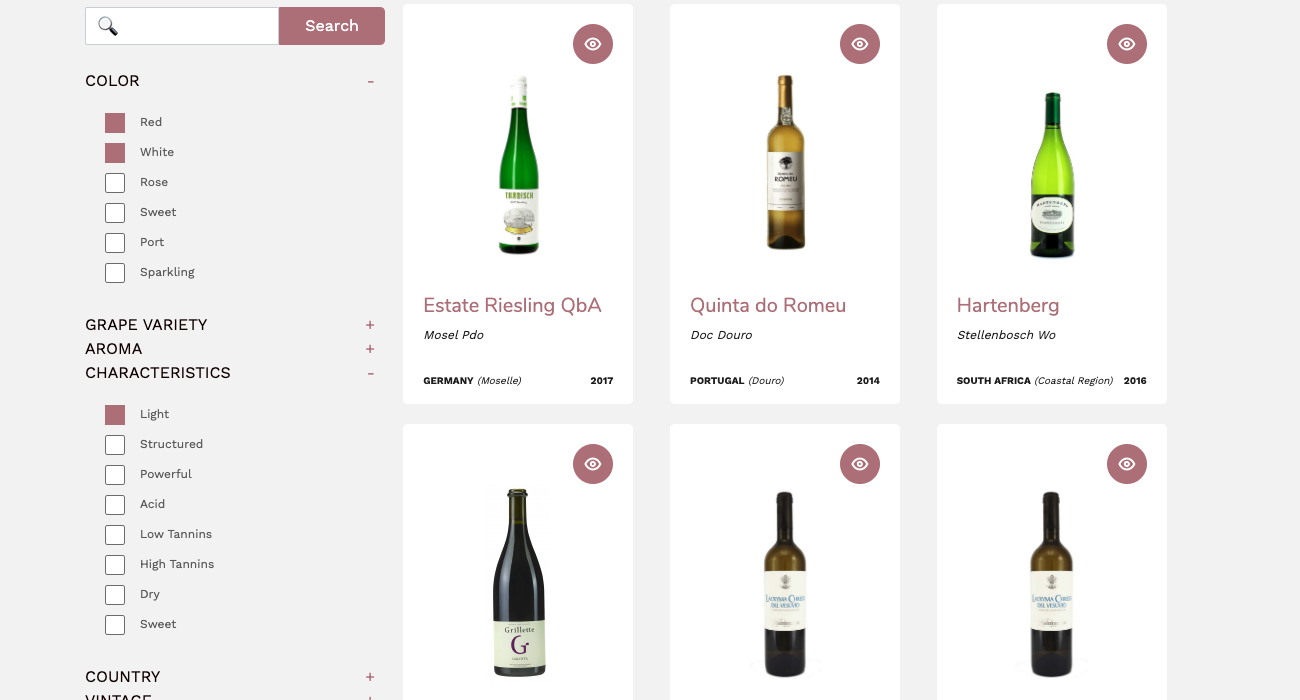 Search
COLOR -
Red
White
Rose
Sweet
Port
Sparkling
GRAPE VARIETY +
AROMA +
CHARACTERISTICS -
Light
Structured
Powerful
Acid
Low Tannins
High Tannins
Dry
Sweet
COUNTRY +
VINTAGE +
Estate Riesling QbA
Mosel Pdo
GERMANY (Moselle) 2017
ROMEU
Quinta do Romeu
Doc Douro
PORTUGAL (Douro) 2014
HARTENBERG
Hartenberg
Stellenbosch Wo
SOUTH AFRICA (Coastal Region) 2016
Grillette
G
LACRYMA CHRISTI
DEL VESUVIO
LACRYMA CHRISTI
DEL VESUVIO